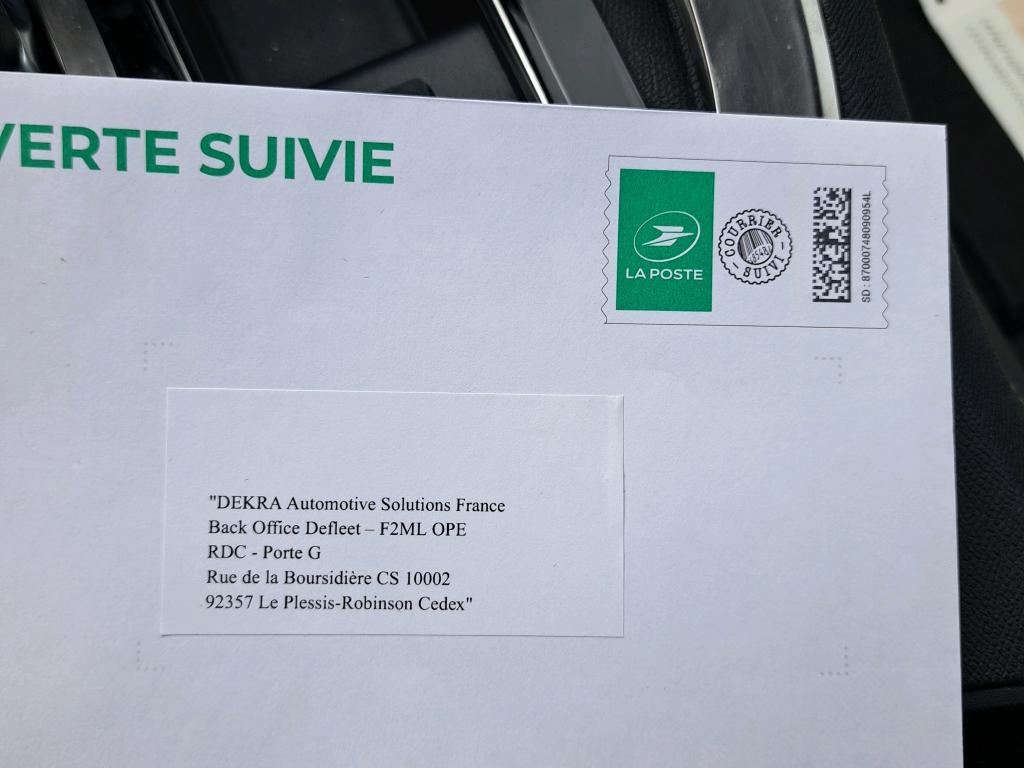 VERTE SUIVIE
LA POSTE
COURRIER
SUIVI
SD : 87000748090954L
"DEKRA Automotive Solutions France
Back Office Defleet – F2ML OPE
RDC - Porte G
Rue de la Boursidière CS 10002
92357 Le Plessis-Robinson Cedex"